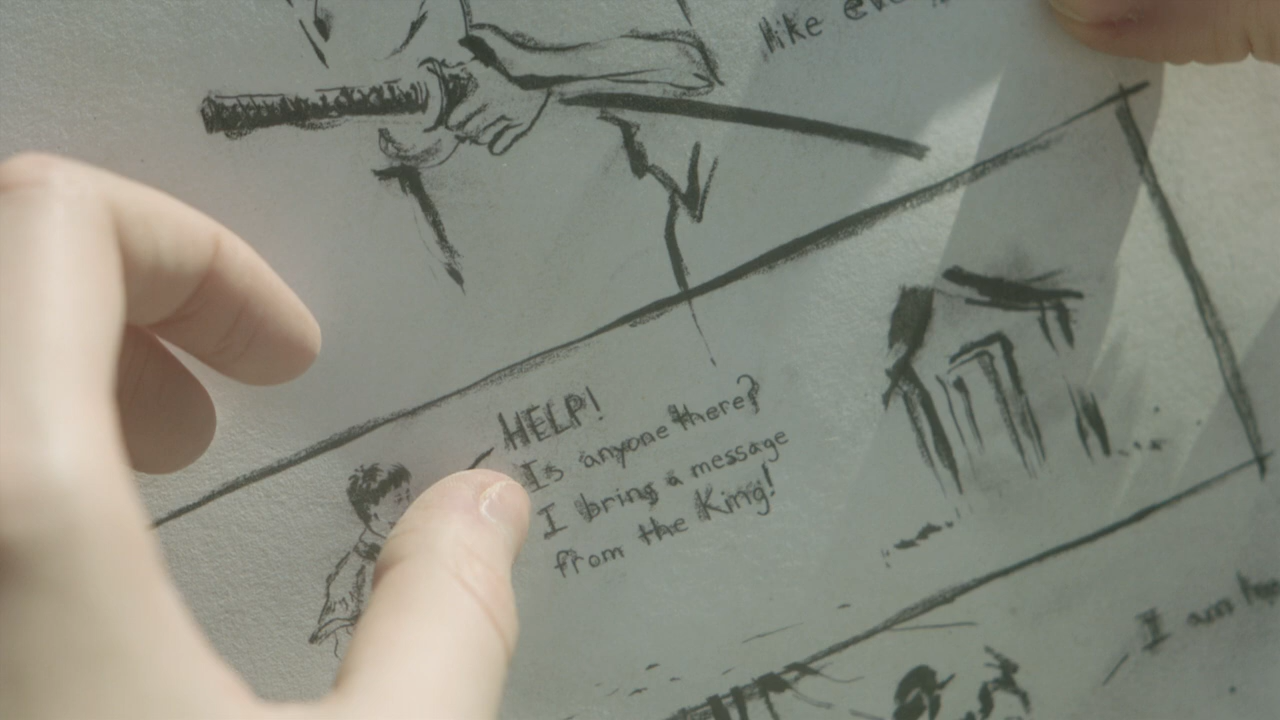 like
HELP!
Is anyone there?
I bring a message
from the King!
I am